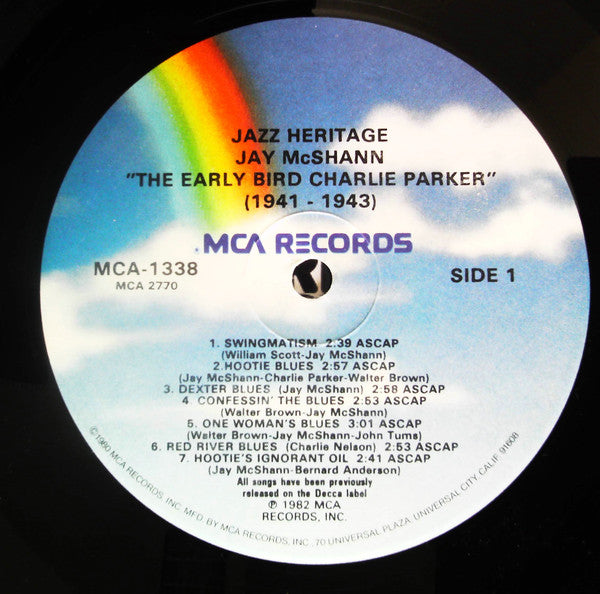 JAZZ HERITAGE
JAY McSHANN
"THE EARLY BIRD CHARLIE PARKER"
(1941 - 1943)
MCA RECORDS
MCA-1338
MCA 2770
SIDE 1
1. SWINGMATISM 2:39 ASCAP
(William Scott-Jay McShann)
2.HOOTIE BLUES 2:57 ASCAP
(Jay McShann-Charlie Parker-Walter Brown)
3. DEXTER BLUES (Jay McShann) 2:58 ASCAP
4. CONFESSIN' THE BLUES 2:53 ASCAP
(Walter Brown-Jay McShann)
5. ONE WOMAN'S BLUES 3:01 ASCAP
(Walter Brown-Jay McShann-John Tums)
6. RED RIVER BLUES (Charlie Nelson) 2:53 ASCAP
7. HOOTIE'S IGNORANT OIL 2:41 ASCAP
(Jay McShann-Bernard Anderson)
All songs have been previously
released on the Decca label
℗ 1982 MCA
RECORDS, INC.
©1980 MCA RECORDS, INC. MFD. BY MCA RECORDS, INC., 70 UNIVERSAL PLAZA, UNIVERSAL CITY, CALIF. 91608